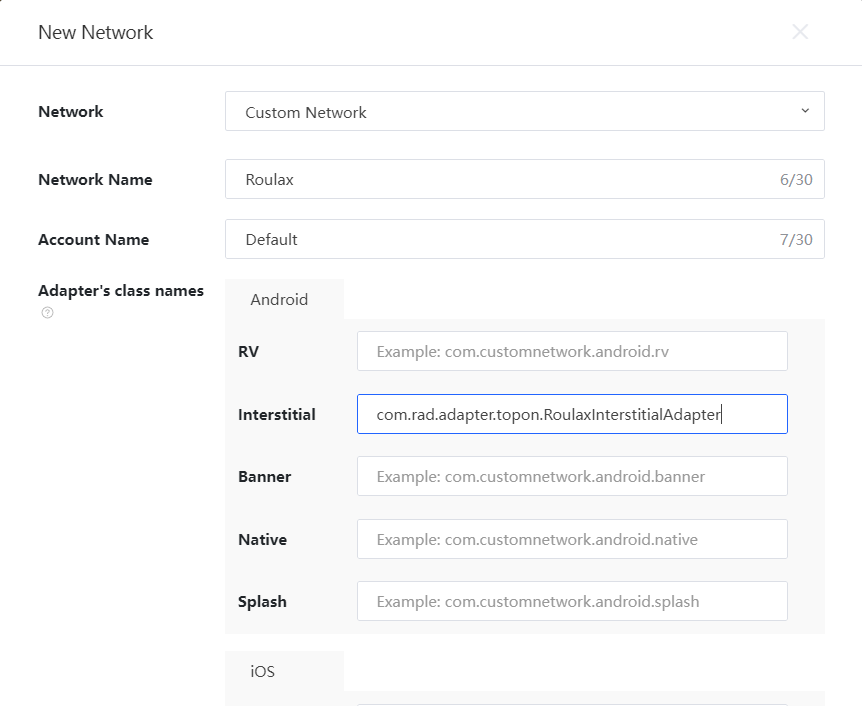 New Network
Network
Custom Network
Network Name
Roulax
6/30
Account Name
Default
7/30
Adapter's class names
Android
RV
Example: com.customnetwork.android.rv
Interstitial
com.rad.adapter.topon.RoulaxInterstitialAdapter
Banner
Example: com.customnetwork.android.banner
Native
Example: com.customnetwork.android.native
Splash
Example: com.customnetwork.android.splash
iOS